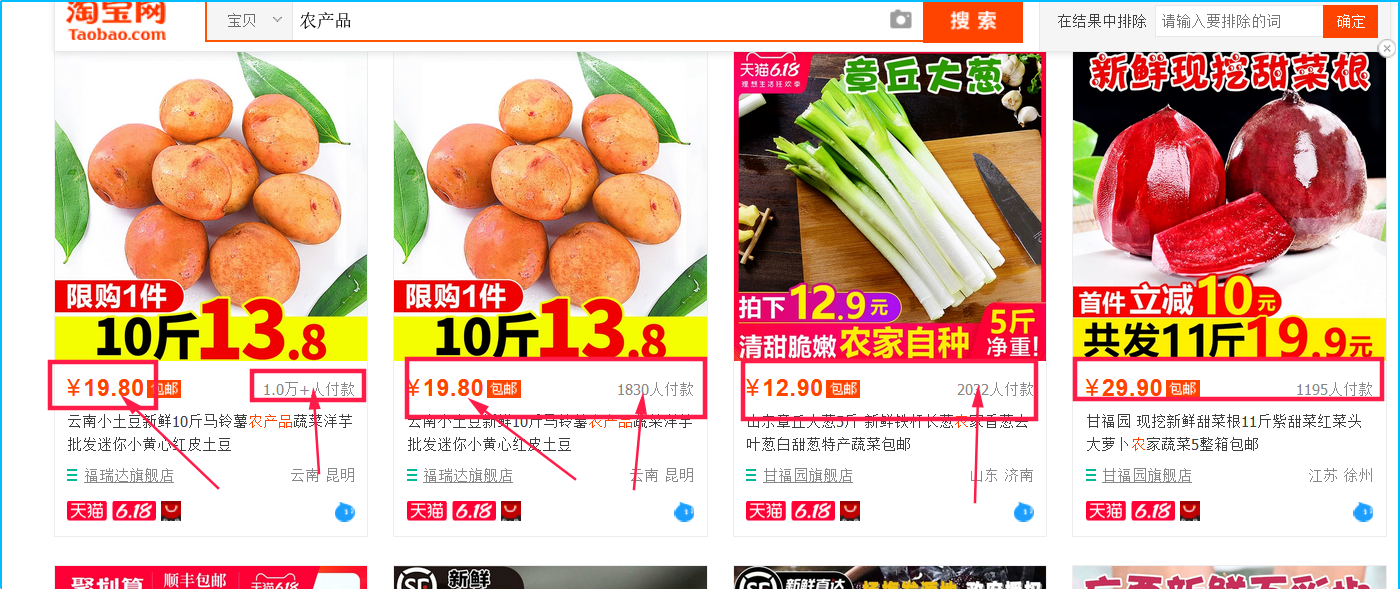 淘宝网
Taobao.com
宝贝
农产品
搜索
在结果中排除
请输入要排除的词
确定
限购1件
10斤13.8
¥19.80 包邮 1.0万+人付款
云南小土豆新鲜10斤马铃薯农产品蔬菜洋芋
批发迷你小黄心红皮土豆
福瑞达旗舰店 云南 昆明
天猫 6.18
限购1件
10斤13.8
¥19.80 包邮 1830人付款
云南小土豆新鲜10斤马铃薯农产品蔬菜洋芋
批发迷你小黄心红皮土豆
福瑞达旗舰店 云南 昆明
天猫 6.18
天猫6.18
理想生活狂欢季
章丘大葱
拍下12.9元
5斤
净重!
清甜脆嫩农家自种
¥12.90 包邮 2032人付款
山东章丘大葱5斤 新鲜铁杆长葱农家香葱去
叶葱白甜葱特产蔬菜包邮
甘福园旗舰店 山东 济南
天猫 6.18
新鲜现挖甜菜根
首件立减10元
共发11斤19.9元
¥29.90 包邮 1195人付款
甘福园 现挖新鲜甜菜根11斤紫甜菜红菜头
大萝卜农家蔬菜5整箱包邮
甘福园旗舰店 江苏 徐州
天猫 6.18
聚划算 顺丰包邮 天猫6.18
新鲜
新鲜直达